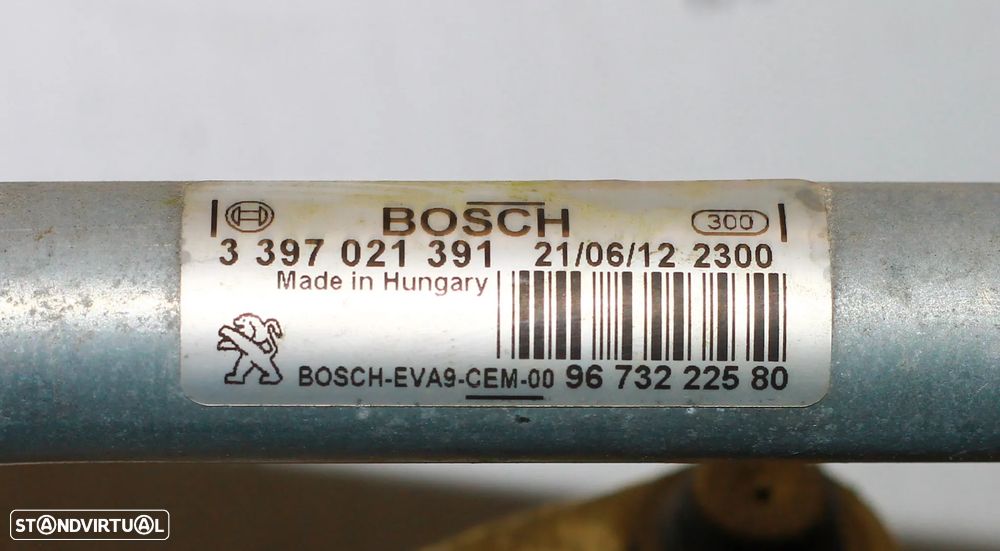 BOSCH
300
3 397 021 391 21/06/12 2300
Made in Hungary
BOSCH-EVA9-CEM-00 96 732 225 80
STANDVIRTUAL